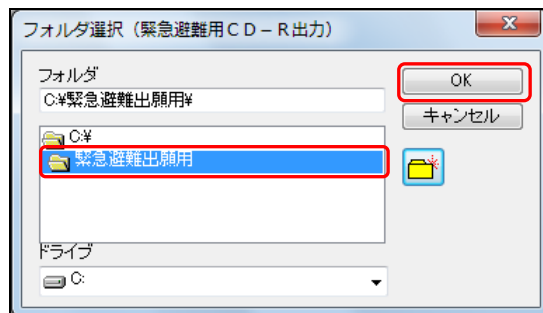 フォルダ選択（緊急避難用ＣＤ－Ｒ出力）
フォルダ
C:¥緊急避難出願用¥
OK
キャンセル
C:¥
緊急避難出願用
ドライブ
C: